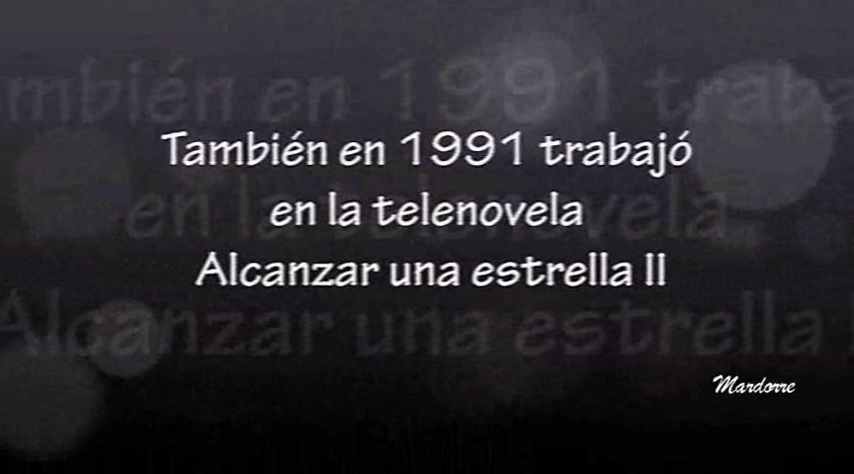 También en 1991 trabajó
en la telenovela
Alcanzar una estrella II
Mardorre